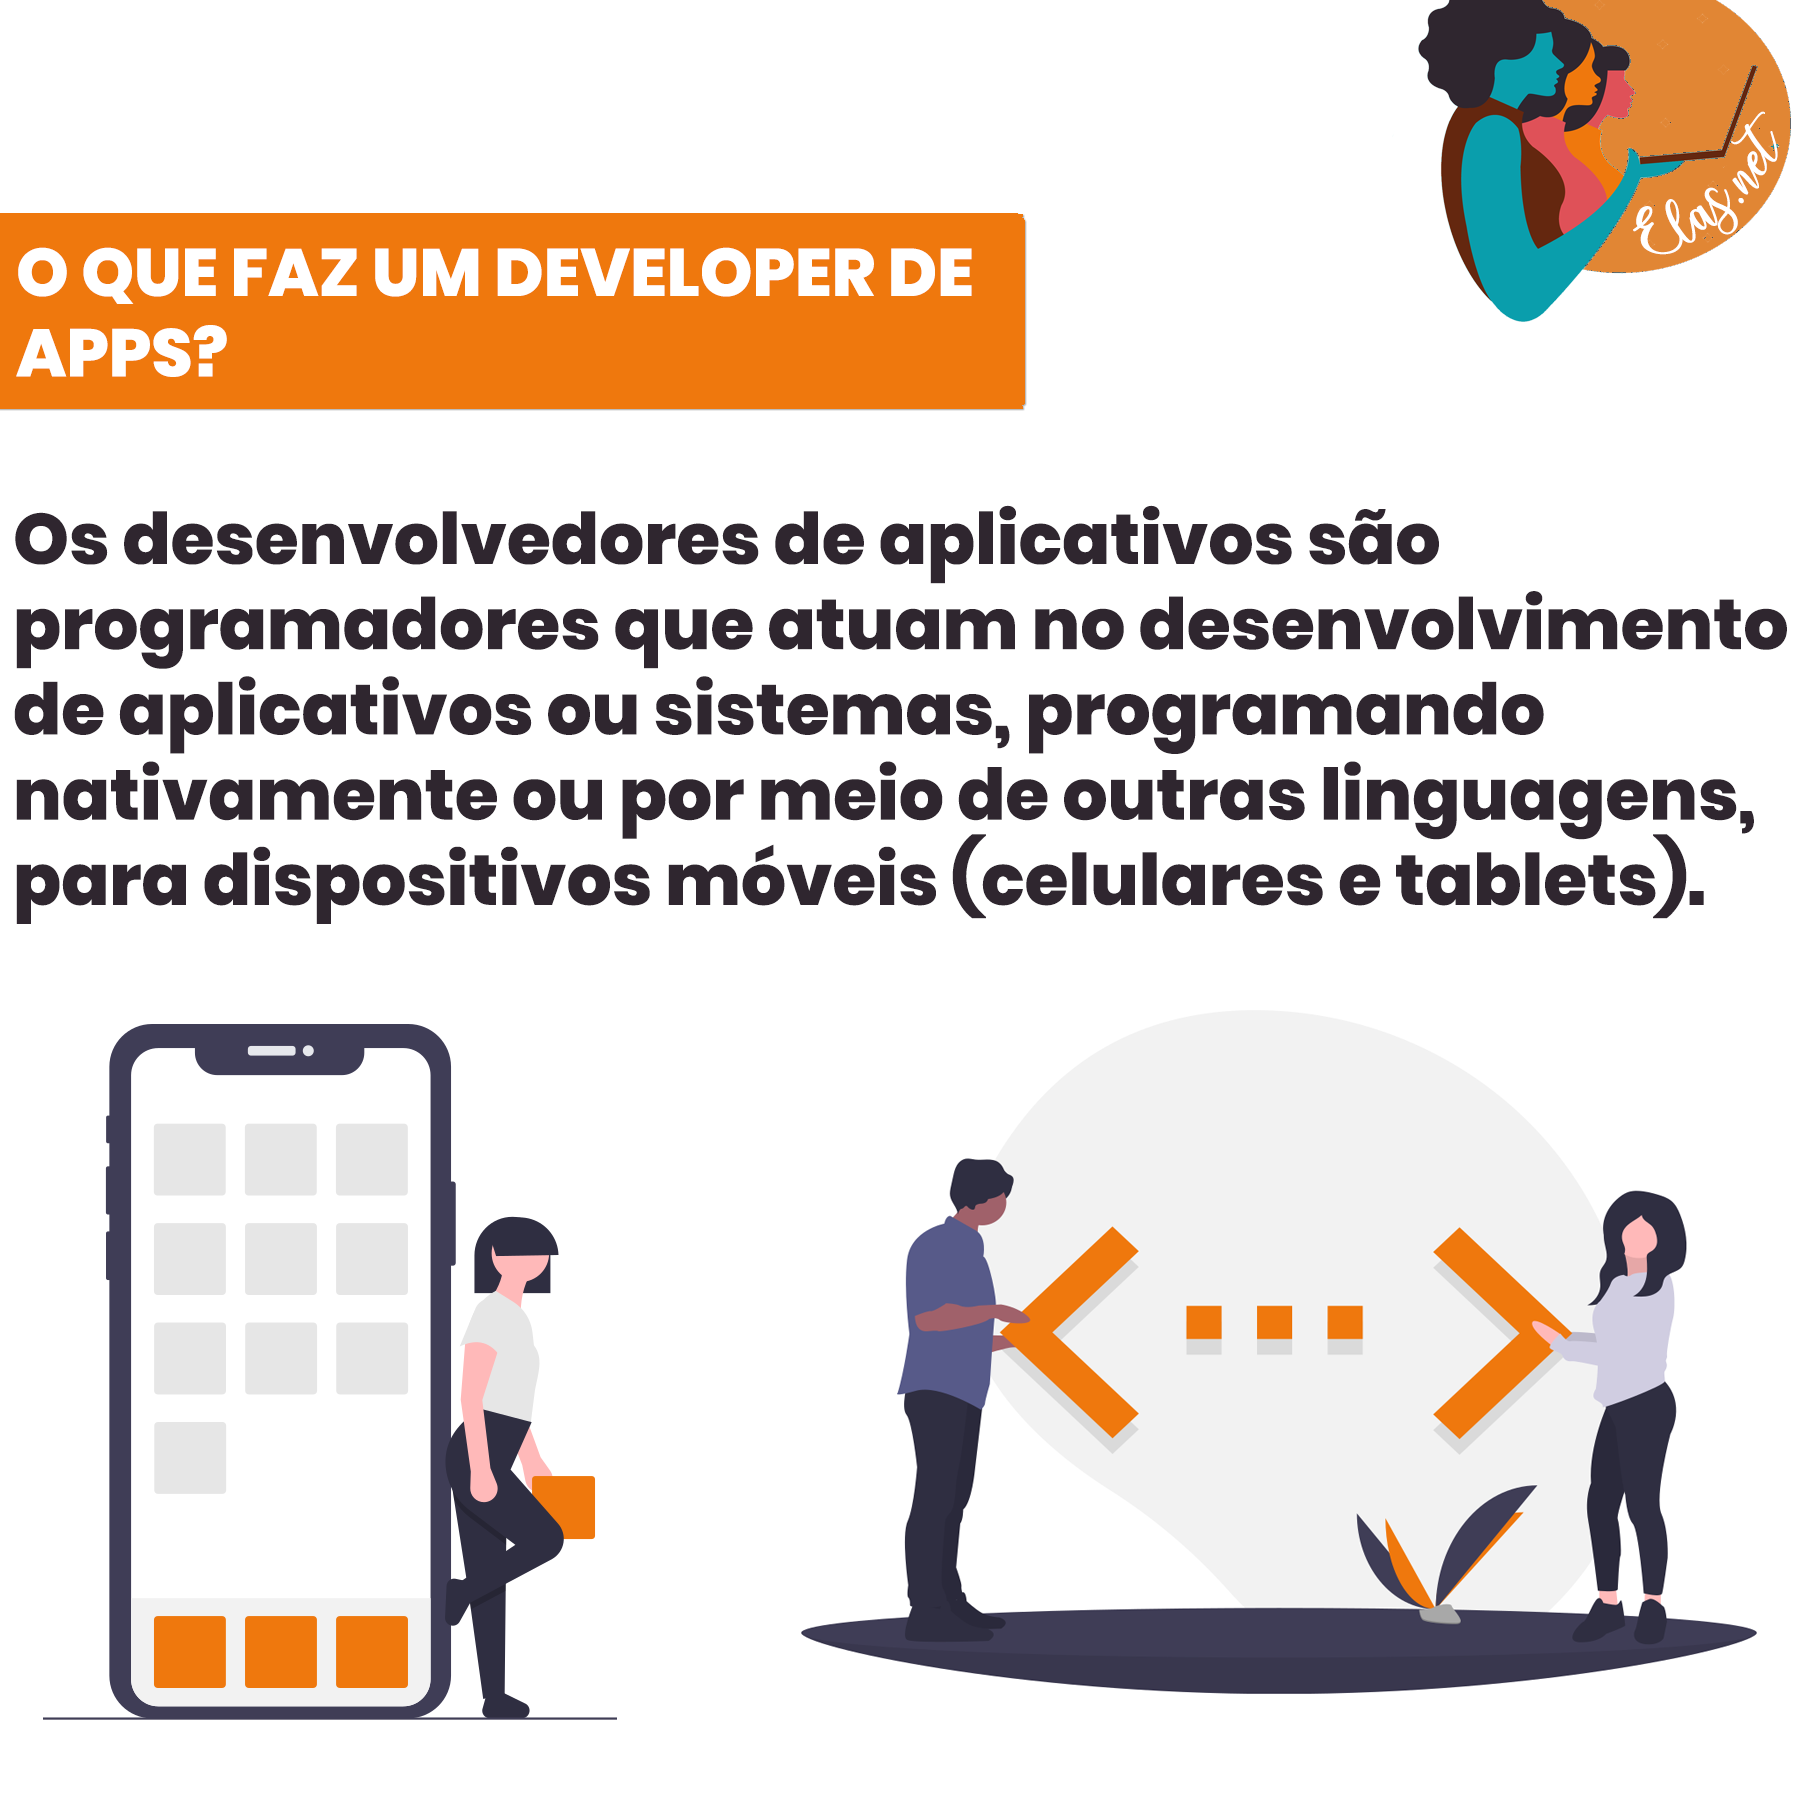 Elas.net
O QUE FAZ UM DEVELOPER DE
APPS?
Os desenvolvedores de aplicativos são
programadores que atuam no desenvolvimento
de aplicativos ou sistemas, programando
nativamente ou por meio de outras linguagens,
para dispositivos móveis (celulares e tablets).